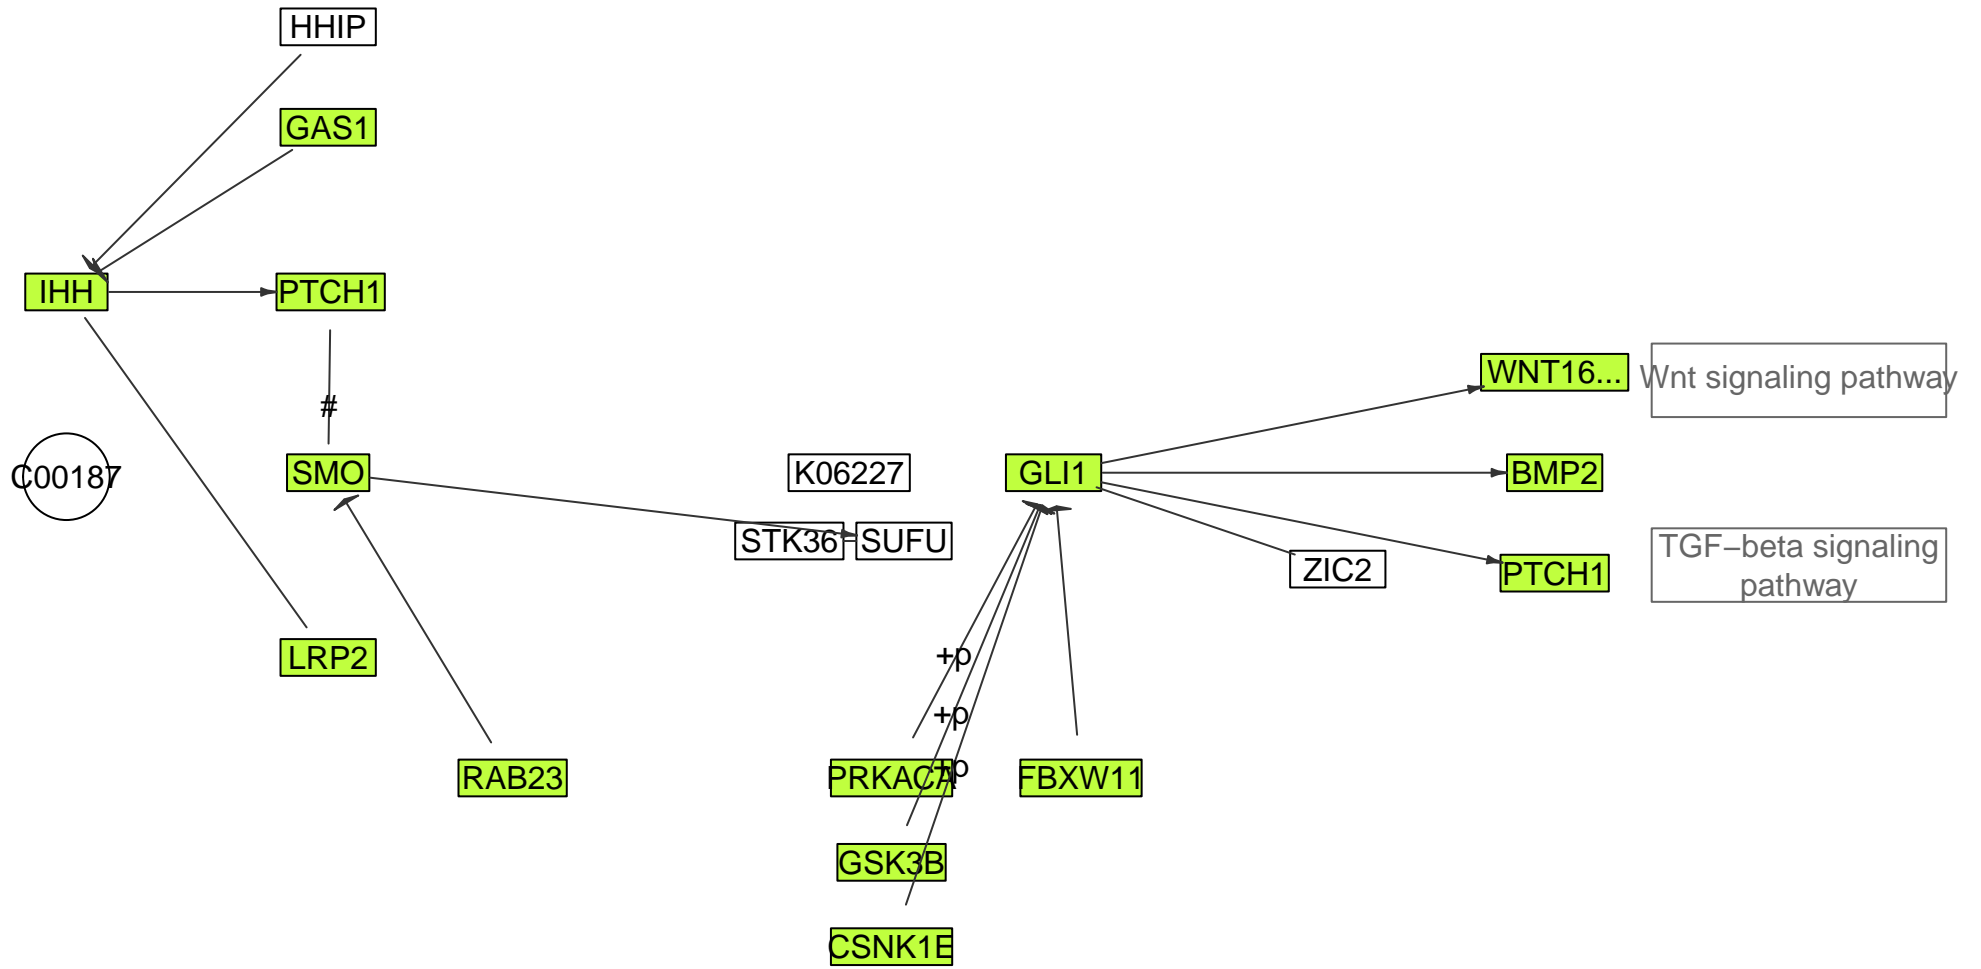 HHIP
GAS1
IHH
PTCH1
WNT16...
Wnt signaling pathway
#
C00187
SMO
K06227
GLI1
BMP2
STK36
SUFU
ZIC2
PTCH1
TGF−beta signaling
pathway
LRP2
+p
+p
+p
RAB23
PRKACA
FBXW11
GSK3B
CSNK1E